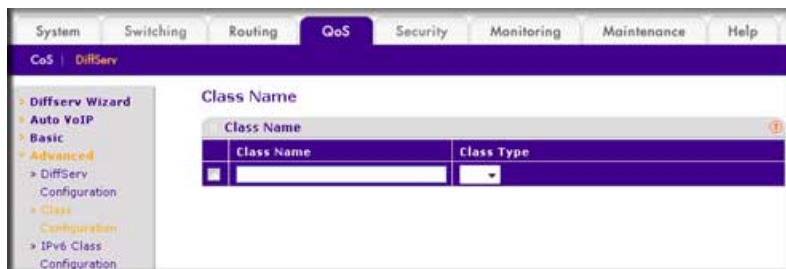 System Switching Routing QoS Security Monitoring Maintenance Help
CoS | DiffServ
Diffserv Wizard
Auto VoIP
Basic
Advanced
» DiffServ
Configuration
» Class
Configuration
» IPv6 Class
Configuration
Class Name
Class Name
Class Name Class Type